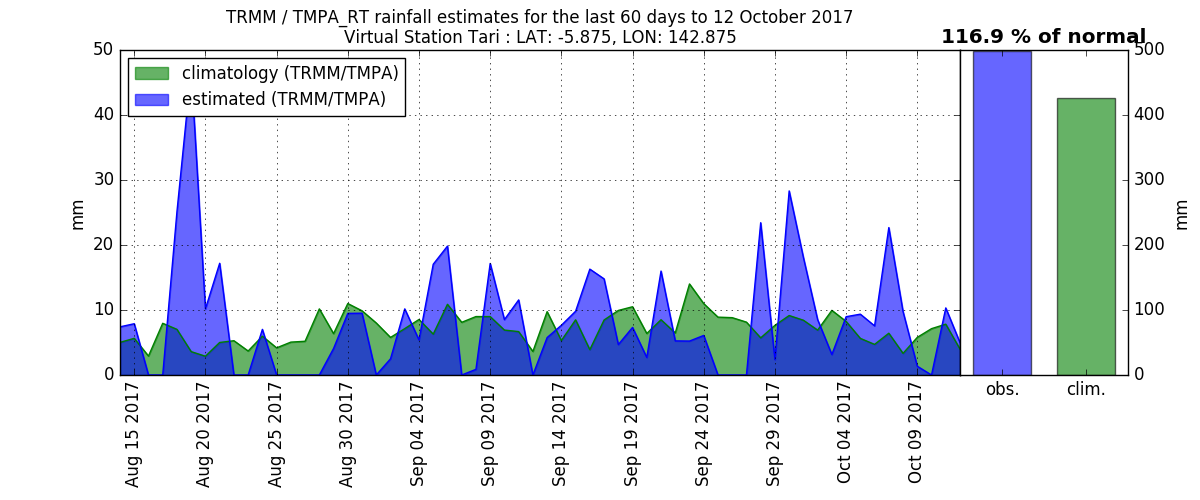 TRMM / TMPA_RT rainfall estimates for the last 60 days to 12 October 2017
Virtual Station Tari : LAT: -5.875, LON: 142.875
116.9 % of normal
climatology (TRMM/TMPA)
estimated (TRMM/TMPA)
50
40
30
20
10
0
mm
Aug 15 2017
Aug 20 2017
Aug 25 2017
Aug 30 2017
Sep 04 2017
Sep 09 2017
Sep 14 2017
Sep 19 2017
Sep 24 2017
Sep 29 2017
Oct 04 2017
Oct 09 2017
obs.
clim.
500
400
300
200
100
0
mm